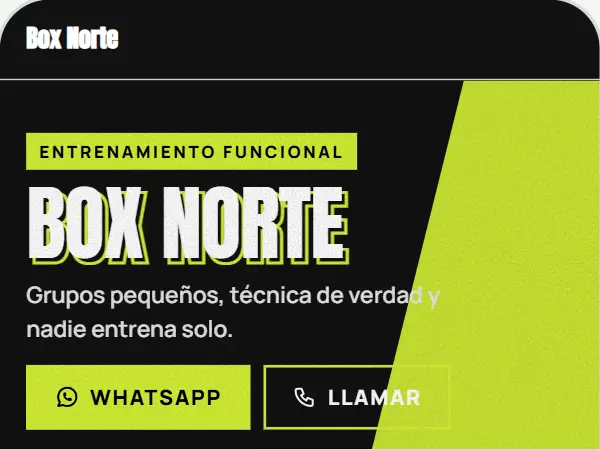 Box Norte
ENTRENAMIENTO FUNCIONAL
BOX NORTE
Grupos pequeños, técnica de verdad y
nadie entrena solo.
WHATSAPP
LLAMAR